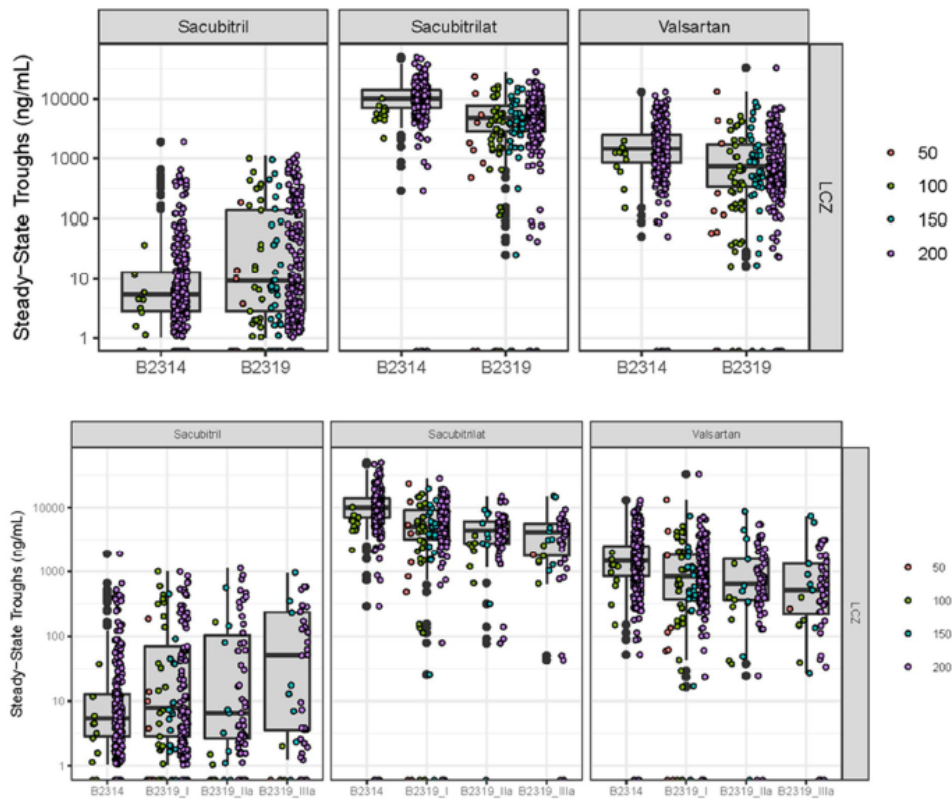 Sacubitril Sacubitrilat Valsartan
Steady-State Troughs (ng/mL)
10000
1000
100
10
1
LCZ
50
100
150
200
B2314 B2319 B2314 B2319 B2314 B2319
Sacubitril Sacubitrilat Valsartan
Steady-State Troughs (ng/mL)
10000
1000
100
10
1
LCZ
50
100
150
200
B2314 B2319_I B2319_IIa B2319_IIIa B2314 B2319_I B2319_IIa B2319_IIIa B2314 B2319_I B2319_IIa B2319_IIIa